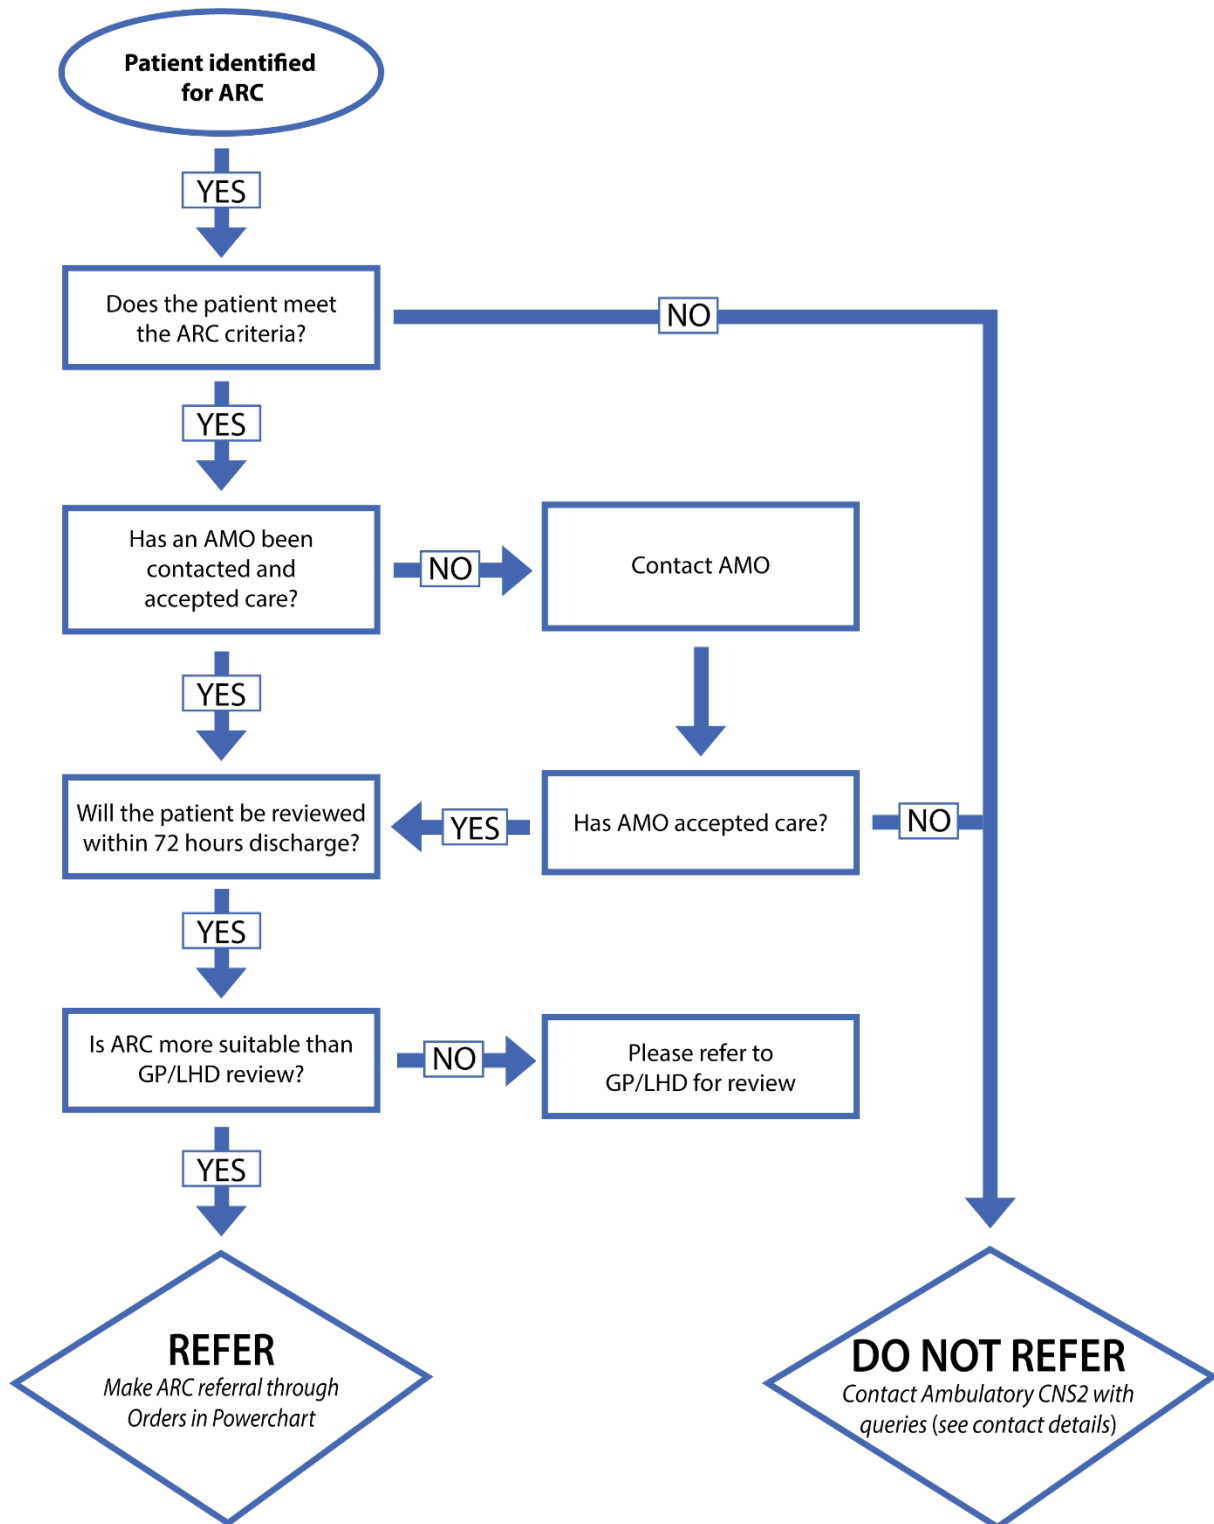 Patient identified
for ARC
YES
Does the patient meet
the ARC criteria?
NO
YES
Has an AMO been
contacted and
accepted care?
NO
Contact AMO
YES
Will the patient be reviewed
within 72 hours discharge?
YES
Has AMO accepted care?
NO
YES
Is ARC more suitable than
GP/LHD review?
NO
Please refer to
GP/LHD for review
YES
REFER
Make ARC referral through
Orders in Powerchart
DO NOT REFER
Contact Ambulatory CNS2 with
queries (see contact details)